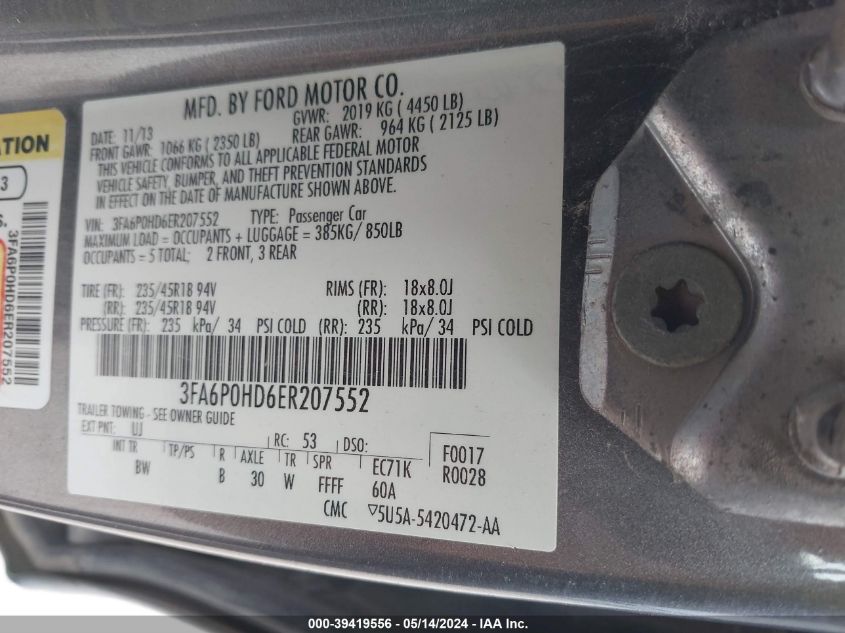 MFD. BY FORD MOTOR CO.
DATE: 11/13 GVWR: 2019 KG ( 4450 LB)
FRONT GAWR: 1066 KG ( 2350 LB) REAR GAWR: 964 KG ( 2125 LB)
THIS VEHICLE CONFORMS TO ALL APPLICABLE FEDERAL MOTOR
VEHICLE SAFETY, BUMPER, AND THEFT PREVENTION STANDARDS
IN EFFECT ON THE DATE OF MANUFACTURE SHOWN ABOVE.
VIN: 3FA6P0HD6ER207552 TYPE: Passenger Car
MAXIMUM LOAD = OCCUPANTS + LUGGAGE = 385KG/ 850LB
OCCUPANTS = 5 TOTAL; 2 FRONT, 3 REAR
TIRE (FR): 235/45R18 94V RIMS (FR): 18x8.0J
(RR): 235/45R18 94V (RR): 18x8.0J
PRESSURE (FR): 235 kPa/ 34 PSI COLD (RR): 235 kPa/ 34 PSI COLD
3FA6P0HD6ER207552
TRAILER TOWING - SEE OWNER GUIDE
EXT PNT: UJ RC: 53 DSO: F0017
R0028
INT TR TP/PS R AXLE TR SPR EC71K
BW B 30 W FFFF 60A
CMC ▽5U5A-5420472-AA
ATION
3
S.
3FA6P0HD6ER207552
000-39419556 - 05/14/2024 - IAA Inc.